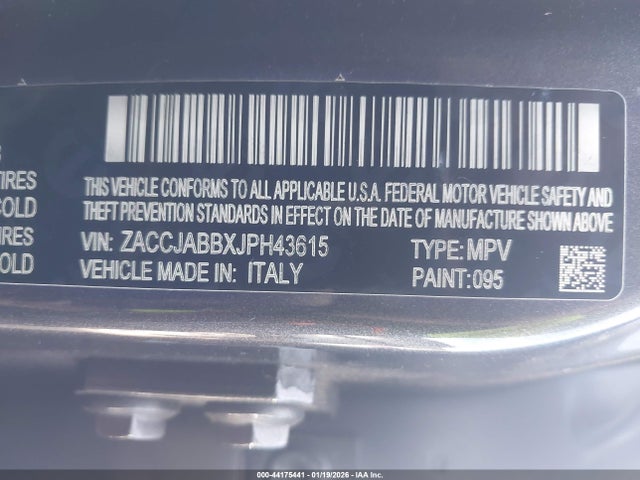 THIS VEHICLE CONFORMS TO ALL APPLICABLE U.S.A. FEDERAL MOTOR VEHICLE SAFETY AND
IRES
THEFT PREVENTION STANDARDS IN EFFECT ON THE DATE OF MANUFACTURE SHOWN ABOVE
COLD
VIN: ZACCJABBXJPH43615 TYPE: MPV
IRES
VEHICLE MADE IN: ITALY PAINT: 095
OLD
000-44175441 - 01/19/2026 - IAA Inc.